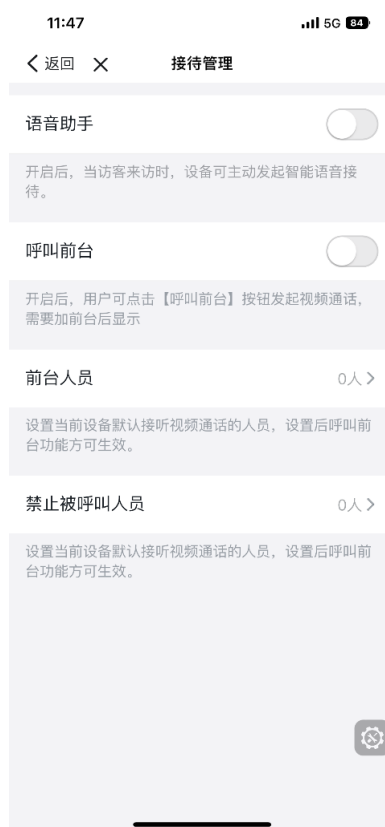 11:47 5G 84
返回 接待管理
语音助手
开启后，当访客来访时，设备可主动发起智能语音接
待。
呼叫前台
开启后，用户可点击【呼叫前台】按钮发起视频通话，
需要加前台后显示
前台人员 0人
设置当前设备默认接听视频通话的人员，设置后呼叫前
台功能方可生效。
禁止被呼叫人员 0人
设置当前设备默认接听视频通话的人员，设置后呼叫前
台功能方可生效。